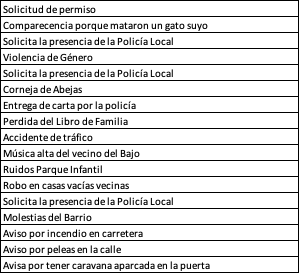 Solicitud de permiso
Comparecencia porque mataron un gato suyo
Solicita la presencia de la Policía Local
Violencia de Género
Solicita la presencia de la Policía Local
Corneja de Abejas
Entrega de carta por la policía
Perdida del Libro de Familia
Accidente de tráfico
Música alta del vecino del Bajo
Ruidos Parque Infantil
Robo en casas vacías vecinas
Solicita la presencia de la Policía Local
Molestias del Barrio
Aviso por incendio en carretera
Aviso por peleas en la calle
Avisa por tener caravana aparcada en la puerta